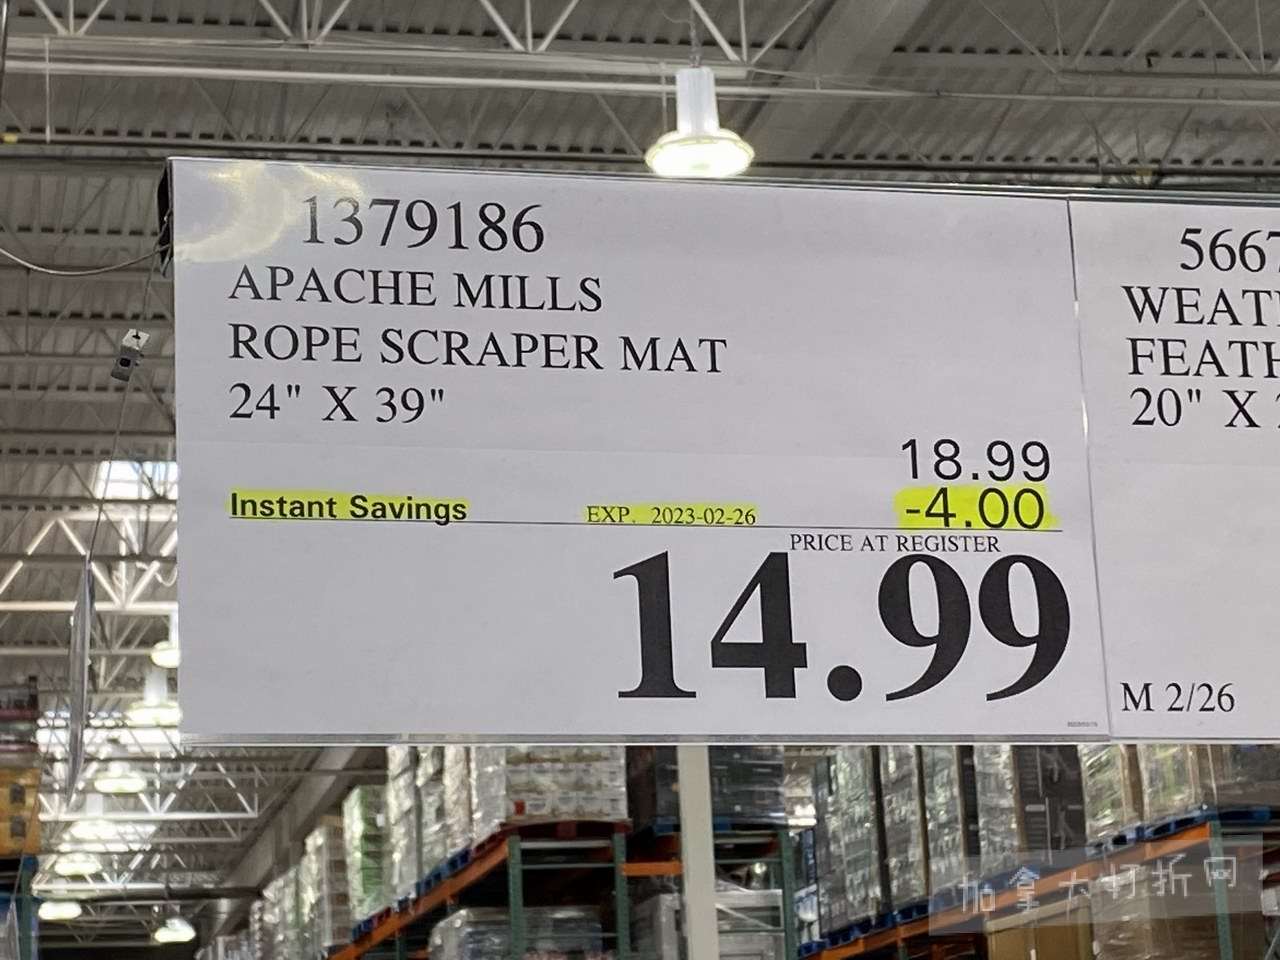 1379186
APACHE MILLS
ROPE SCRAPER MAT
24" X 39"
18.99
Instant Savings EXP. 2023-02-26 -4.00
PRICE AT REGISTER
14.99
5667
WEAT
FEATH
20" X
M 2/26
加拿大打折网